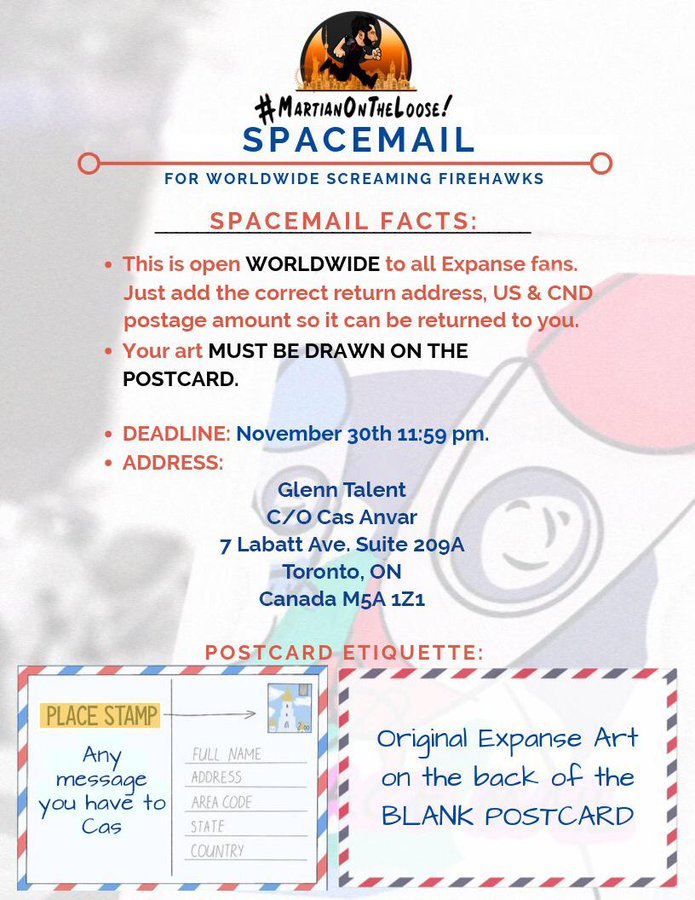 #MartianOnTheLoose!
SPACEMAIL
FOR WORLDWIDE SCREAMING FIREHAWKS
SPACEMAIL FACTS:
• This is open WORLDWIDE to all Expanse fans.
Just add the correct return address, US & CND
postage amount so it can be returned to you.
• Your art MUST BE DRAWN ON THE
POSTCARD.
• DEADLINE: November 30th 11:59 pm.
• ADDRESS:
Glenn Talent
C/O Cas Anvar
7 Labatt Ave. Suite 209A
Toronto, ON
Canada M5A 1Z1
POSTCARD ETIQUETTE:
PLACE STAMP
Any
message
you have to
Cas
FULL NAME
ADDRESS
AREA CODE
STATE
COUNTRY
Original Expanse Art
on the back of the
BLANK POSTCARD